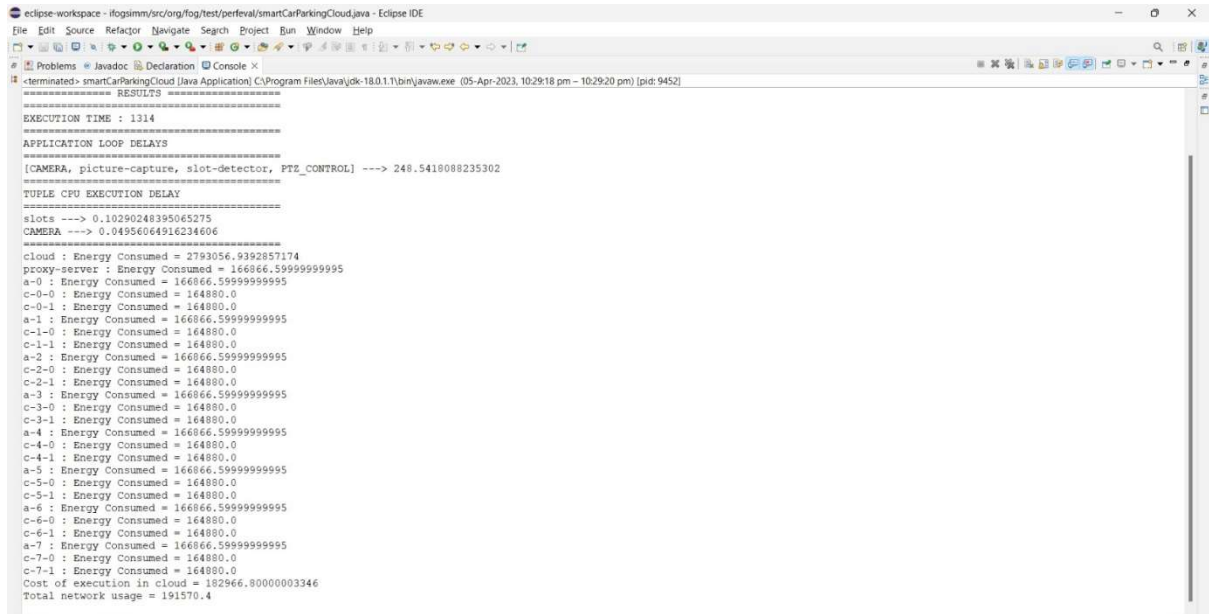 eclipse-workspace - ifogsimm/src/org/fog/test/perfeval/smartCarParkingCloud.java - Eclipse IDE
File Edit Source Refactor Navigate Search Project Run Window Help
Problems Javadoc Declaration Console
<terminated> smartCarParkingCloud [Java Application] C:\Program Files\Java\jdk-18.0.1.1\bin\javaw.exe (05-Apr-2023, 10:29:18 pm – 10:29:20 pm) [pid: 9452]
============== RESULTS ==================
=========================================
EXECUTION TIME : 1314
=========================================
APPLICATION LOOP DELAYS
=========================================
[CAMERA, picture-capture, slot-detector, PTZ_CONTROL] ---> 248.5418088235302
=========================================
TUPLE CPU EXECUTION DELAY
=========================================
slots ---> 0.10290248395065275
CAMERA ---> 0.04956064916234606
=========================================
cloud : Energy Consumed = 2793056.9392857174
proxy-server : Energy Consumed = 166866.59999999995
a-0 : Energy Consumed = 166866.59999999995
c-0-0 : Energy Consumed = 164880.0
c-0-1 : Energy Consumed = 164880.0
a-1 : Energy Consumed = 166866.59999999995
c-1-0 : Energy Consumed = 164880.0
c-1-1 : Energy Consumed = 164880.0
a-2 : Energy Consumed = 166866.59999999995
c-2-0 : Energy Consumed = 164880.0
c-2-1 : Energy Consumed = 164880.0
a-3 : Energy Consumed = 166866.59999999995
c-3-0 : Energy Consumed = 164880.0
c-3-1 : Energy Consumed = 164880.0
a-4 : Energy Consumed = 166866.59999999995
c-4-0 : Energy Consumed = 164880.0
c-4-1 : Energy Consumed = 164880.0
a-5 : Energy Consumed = 166866.59999999995
c-5-0 : Energy Consumed = 164880.0
c-5-1 : Energy Consumed = 164880.0
a-6 : Energy Consumed = 166866.59999999995
c-6-0 : Energy Consumed = 164880.0
c-6-1 : Energy Consumed = 164880.0
a-7 : Energy Consumed = 166866.59999999995
c-7-0 : Energy Consumed = 164880.0
c-7-1 : Energy Consumed = 164880.0
Cost of execution in cloud = 182966.80000003346
Total network usage = 191570.4